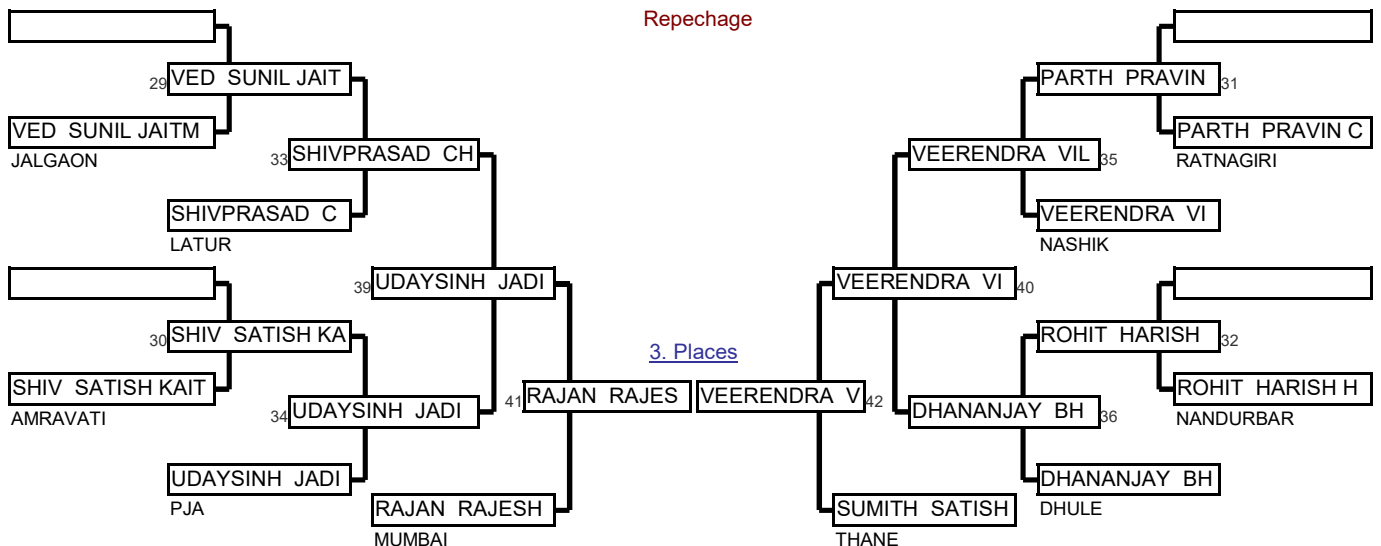 Repechage
29 VED SUNIL JAIT
PARTH PRAVIN 31
VED SUNIL JAITM
PARTH PRAVIN C
JALGAON
33 SHIVPRASAD CH
VEERENDRA VIL 35
RATNAGIRI
SHIVPRASAD C
VEERENDRA VI
LATUR
NASHIK
39 UDAYSINH JADI
VEERENDRA VI 40
30 SHIV SATISH KA
ROHIT HARISH 32
3. Places
SHIV SATISH KAIT
41 RAJAN RAJES
VEERENDRA V 42
ROHIT HARISH H
AMRAVATI
34 UDAYSINH JADI
DHANANJAY BH 36
NANDURBAR
UDAYSINH JADI
DHANANJAY BH
PJA
RAJAN RAJESH
SUMITH SATISH
DHULE
MUMBAI
THANE